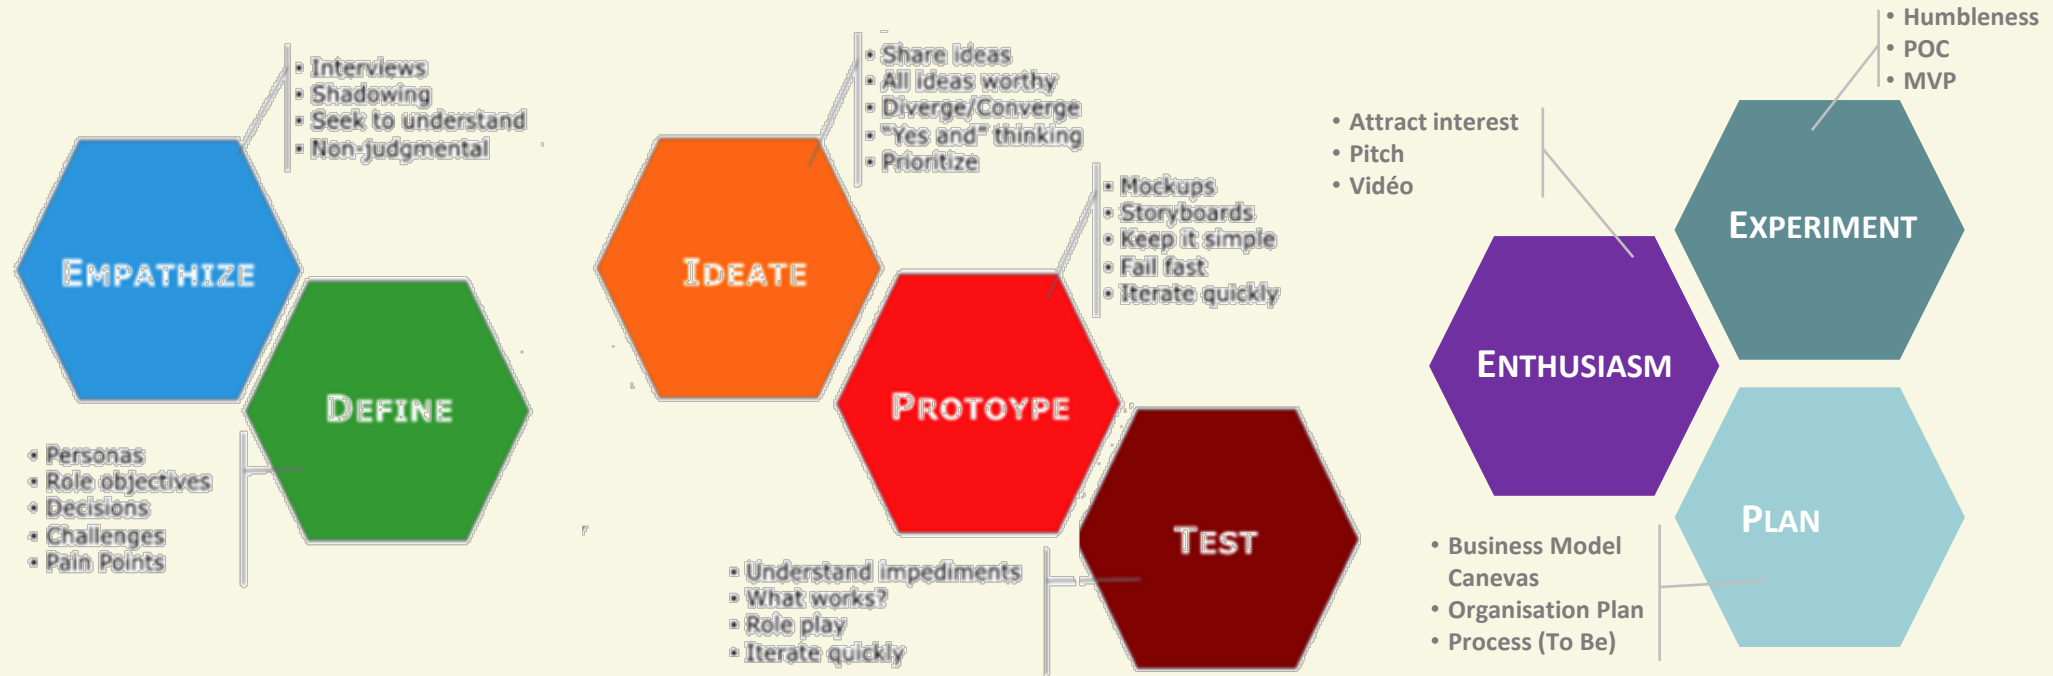 • Interviews
• Shadowing
• Seek to understand
• Non-judgmental
EMPATHIZE
DEFINE
• Personas
• Role objectives
• Decisions
• Challenges
• Pain Points
• Share ideas
• All ideas worthy
• Diverge/Converge
• "Yes and" thinking
• Prioritize
IDEATE
• Mockups
• Storyboards
• Keep it simple
• Fail fast
• Iterate quickly
PROTOYPE
TEST
• Understand impediments
• What works?
• Role play
• Iterate quickly
• Attract interest
• Pitch
• Vidéo
ENTHUSIASM
• Humbleness
• POC
• MVP
EXPERIMENT
PLAN
• Business Model
Canevas
• Organisation Plan
• Process (To Be)